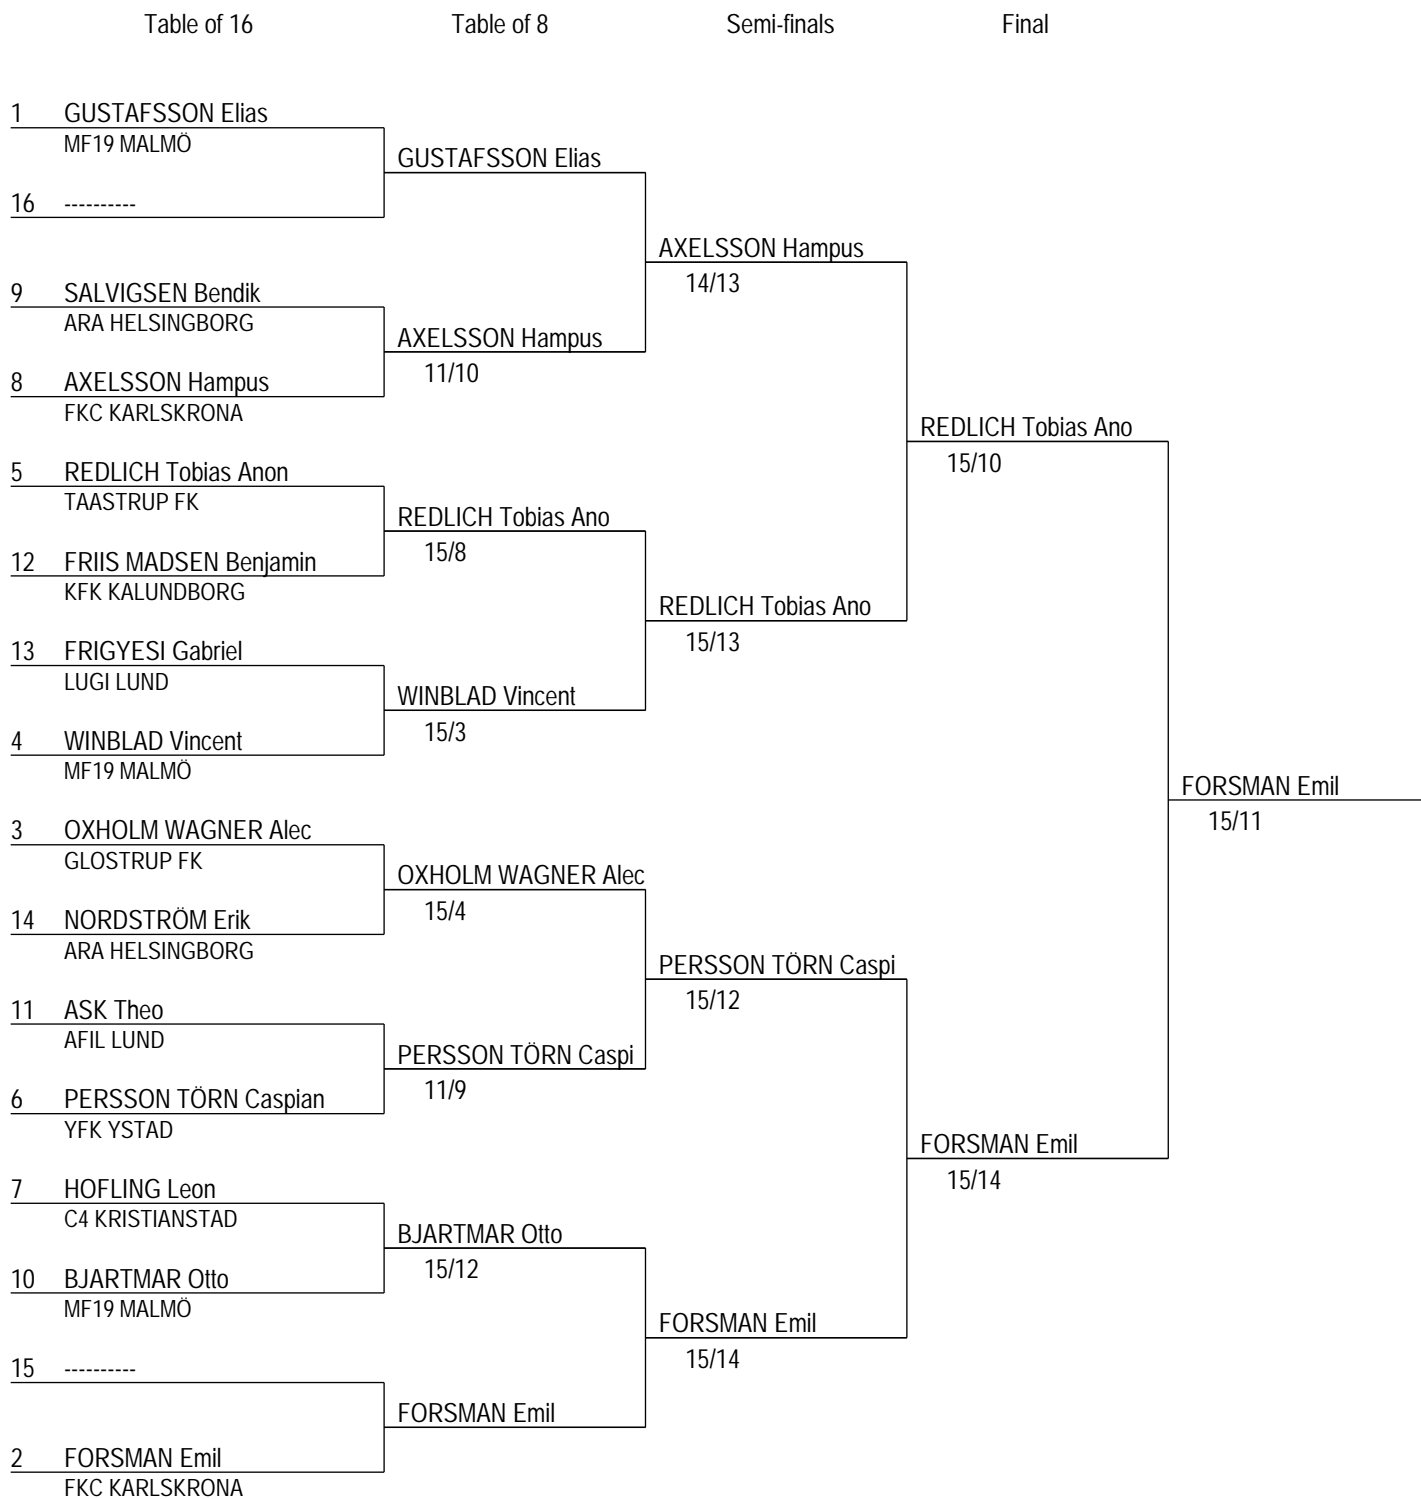 Table of 16 Table of 8 Semi-finals Final
1 GUSTAFSSON Elias
MF19 MALMÖ
GUSTAFSSON Elias
16 ----------
AXELSSON Hampus
14/13
9 SALVIGSEN Bendik
ARA HELSINGBORG
AXELSSON Hampus
11/10
8 AXELSSON Hampus
FKC KARLSKRONA
REDLICH Tobias Ano
15/10
5 REDLICH Tobias Anon
TAASTRUP FK
REDLICH Tobias Ano
15/8
12 FRIIS MADSEN Benjamin
KFK KALUNDBORG
REDLICH Tobias Ano
15/13
13 FRIGYESI Gabriel
LUGI LUND
WINBLAD Vincent
15/3
4 WINBLAD Vincent
MF19 MALMÖ
FORSMAN Emil
15/11
3 OXHOLM WAGNER Alec
GLOSTRUP FK
OXHOLM WAGNER Alec
15/4
14 NORDSTRÖM Erik
ARA HELSINGBORG
PERSSON TÖRN Caspi
15/12
11 ASK Theo
AFIL LUND
PERSSON TÖRN Caspi
11/9
6 PERSSON TÖRN Caspian
YFK YSTAD
FORSMAN Emil
15/14
7 HOFLING Leon
C4 KRISTIANSTAD
BJARTMAR Otto
15/12
10 BJARTMAR Otto
MF19 MALMÖ
FORSMAN Emil
15/14
15 ----------
FORSMAN Emil
2 FORSMAN Emil
FKC KARLSKRONA